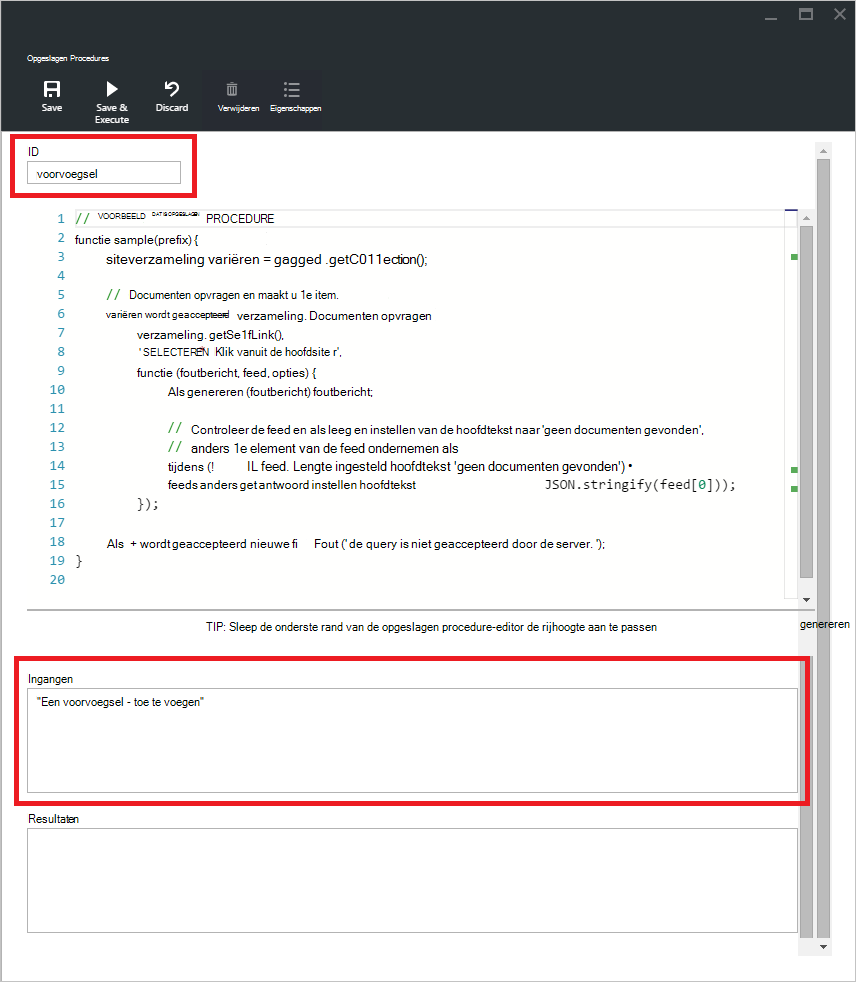 Opgeslagen Procedures
Save
Save & Execute
Discard
Verwijderen
Eigenschappen
ID
voorvoegsel
1 // VOORBEELD DAT IS OPGESLAGEN PROCEDURE
2 functie sample(prefix) {
3 siteverzameling variëren = gagged .getC011ection();
4
5 // Documenten opvragen en maakt u 1e item.
6 variëren wordt geaccepteerd verzameling. Documenten opvragen
7 verzameling. getSe1fLink(),
8 ' SELECTEREN Klik vanuit de hoofdsite r',
9 functie (foutbericht, feed, opties) {
10 Als genereren (foutbericht) foutbericht;
11
12 // Controleer de feed en als leeg en instellen van de hoofdtekst naar 'geen documenten gevonden',
13 // anders 1e element van de feed ondernemen als
14 tijdens (! IL feed. Lengte ingesteld hoofdtekst 'geen documenten gevonden') •
15 feeds anders get antwoord instellen hoofdtekst JSON.stringify(feed[0]));
16 });
17
18 Als + wordt geaccepteerd nieuwe fi Fout (' de query is niet geaccepteerd door de server. ');
19 }
20
TIP: Sleep de onderste rand van de opgeslagen procedure-editor de rijhoogte aan te passen
genereren
Ingangen
"Een voorvoegsel - toe te voegen"
Resultaten